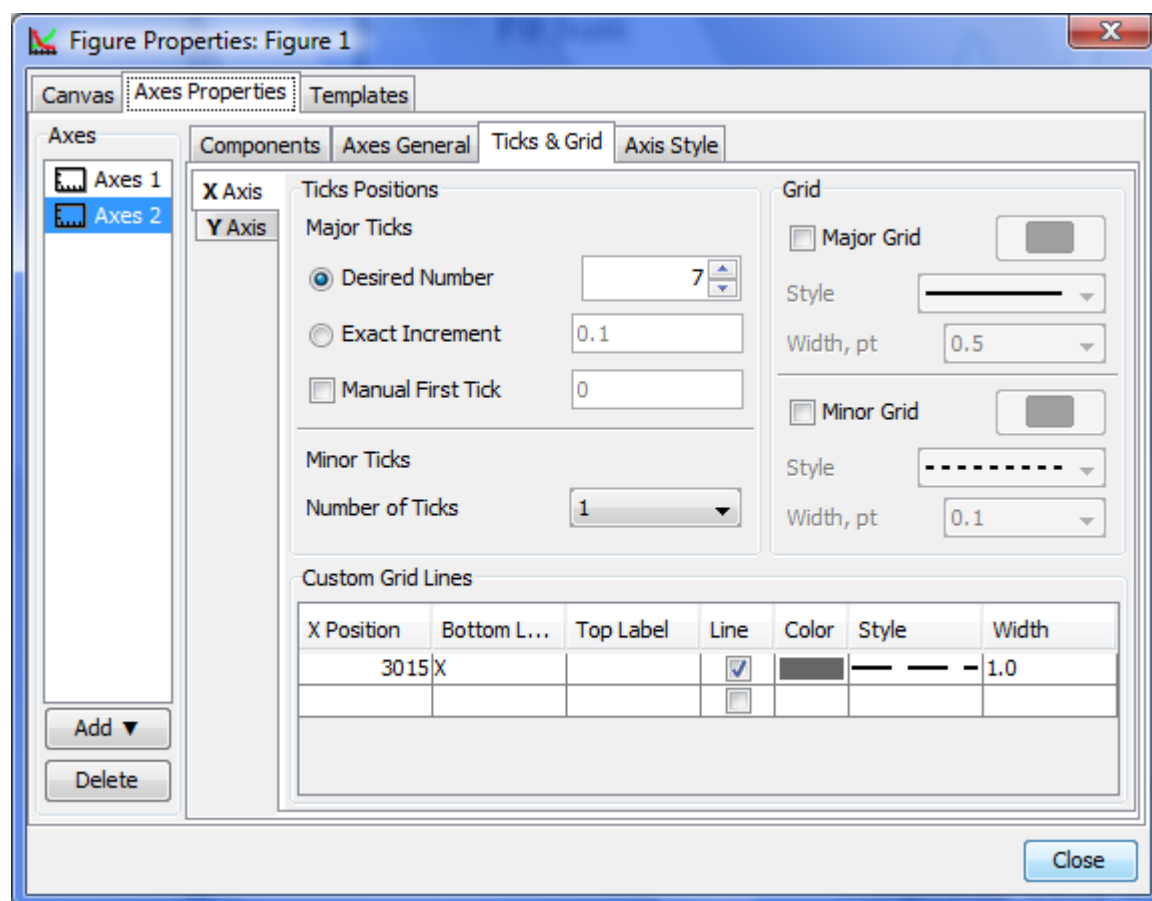 Figure Properties: Figure 1
Canvas Axes Properties Templates
Axes
Axes 1
Axes 2
Add ▼
Delete
Components Axes General Ticks & Grid Axis Style
X Axis
Y Axis
Ticks Positions
Major Ticks
Desired Number 7
Exact Increment 0.1
Manual First Tick 0
Minor Ticks
Number of Ticks 1
Grid
Major Grid
Style
Width, pt 0.5
Minor Grid
Style
Width, pt 0.1
Custom Grid Lines
X Position Bottom L... Top Label Line Color Style Width
3015 X 1.0
Close